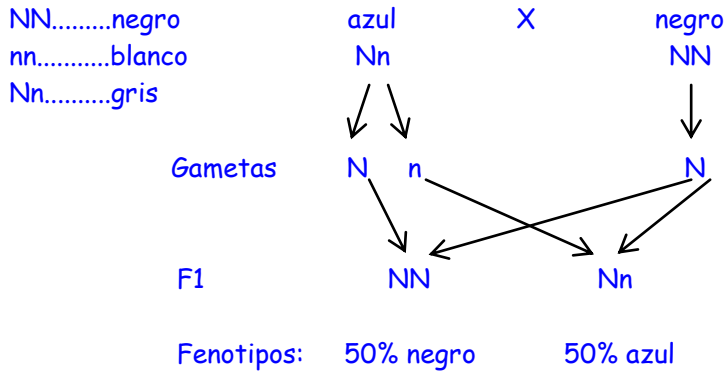 NN.........negro azul X negro
nn...........blanco Nn NN
Nn..........gris
Gametas N n N
F1 NN Nn
Fenotipos: 50% negro 50% azul